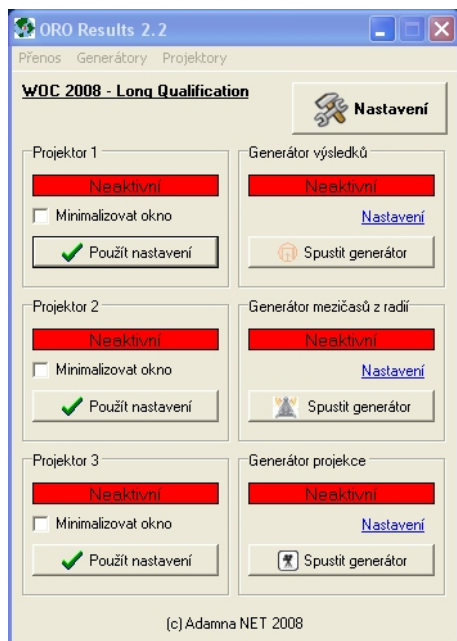 ORO Results 2.2
Přenos Generátory Projektory
WOC 2008 - Long Qualification
Nastavení
Projektor 1
Neaktivní
Minimalizovat okno
Použít nastavení
Generátor výsledků
Neaktivní
Nastavení
Spustit generátor
Projektor 2
Neaktivní
Minimalizovat okno
Použít nastavení
Generátor mezičasů z radií
Neaktivní
Nastavení
Spustit generátor
Projektor 3
Neaktivní
Minimalizovat okno
Použít nastavení
Generátor projekce
Neaktivní
Nastavení
Spustit generátor
(c) Adamna NET 2008